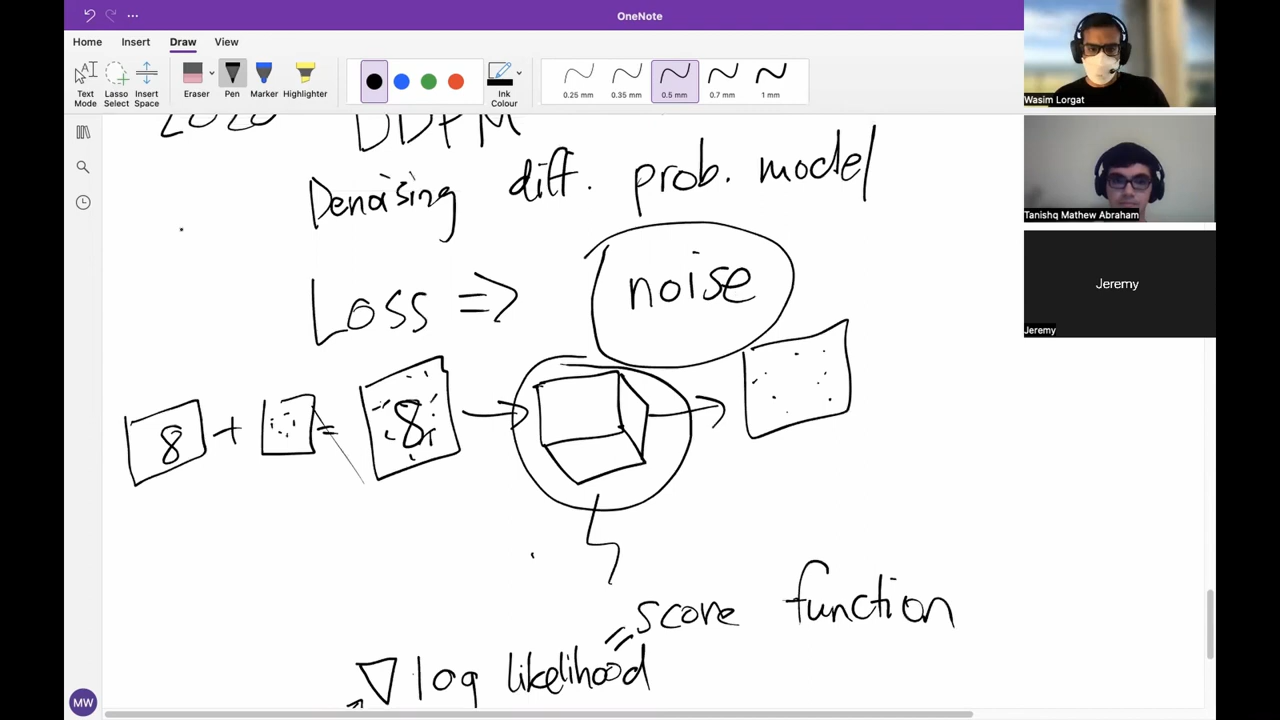 OneNote
Home Insert Draw View
Text Mode
Lasso Select
Insert Space
Eraser
Pen
Marker
Highlighter
Ink Colour
0.25 mm
0.35 mm
0.5 mm
0.7 mm
1 mm
Wasim Lorgat
Tanishq Mathew Abraham
Jeremy
Jeremy
2020 DDPM
Denoising diff. prob. model
Loss => noise
8 + = 8
= score function
∇ log likelihood
MW